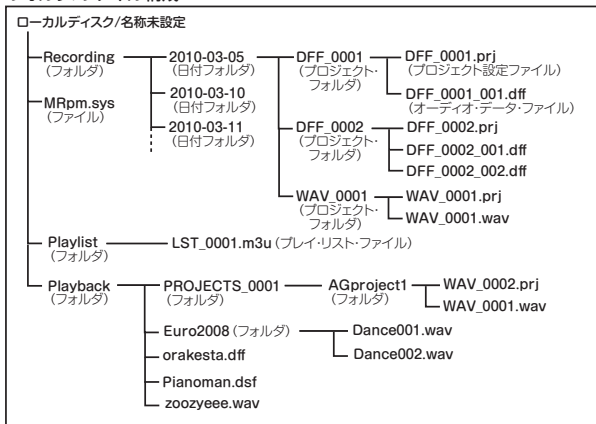 ローカルディスク/名称未設定
Recording
(フォルダ)
2010-03-05
(日付フォルダ)
DFF_0001
(プロジェクト・
フォルダ)
DFF_0001.prj
(プロジェクト設定ファイル)
DFF_0001_001.dff
(オーディオ・データ・ファイル)
MRpm.sys
(ファイル)
2010-03-10
(日付フォルダ)
2010-03-11
(日付フォルダ)
DFF_0002
(プロジェクト・
フォルダ)
DFF_0002.prj
DFF_0002_001.dff
DFF_0002_002.dff
WAV_0001
(プロジェクト・
フォルダ)
WAV_0001.prj
WAV_0001.wav
Playlist
(フォルダ)
LST_0001.m3u(プレイ・リスト・ファイル)
Playback
(フォルダ)
PROJECTS_0001
(フォルダ)
AGproject1
(フォルダ)
WAV_0002.prj
WAV_0001.wav
Euro2008(フォルダ)
Dance001.wav
Dance002.wav
orakesta.dff
Pianoman.dsf
zoozyeee.wav